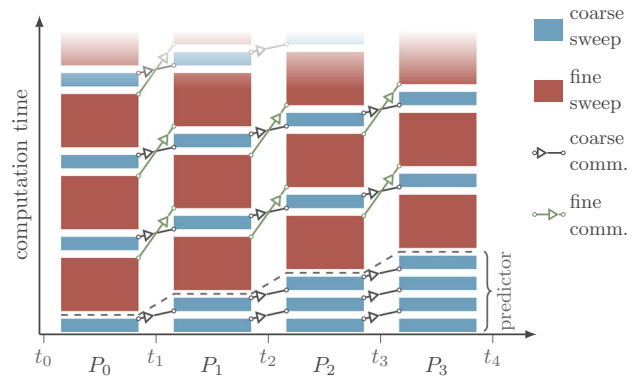 coarse
sweep
fine
sweep
coarse
comm.
fine
comm.
computation time
predictor
t₀ P₀ t₁ P₁ t₂ P₂ t₃ P₃ t₄